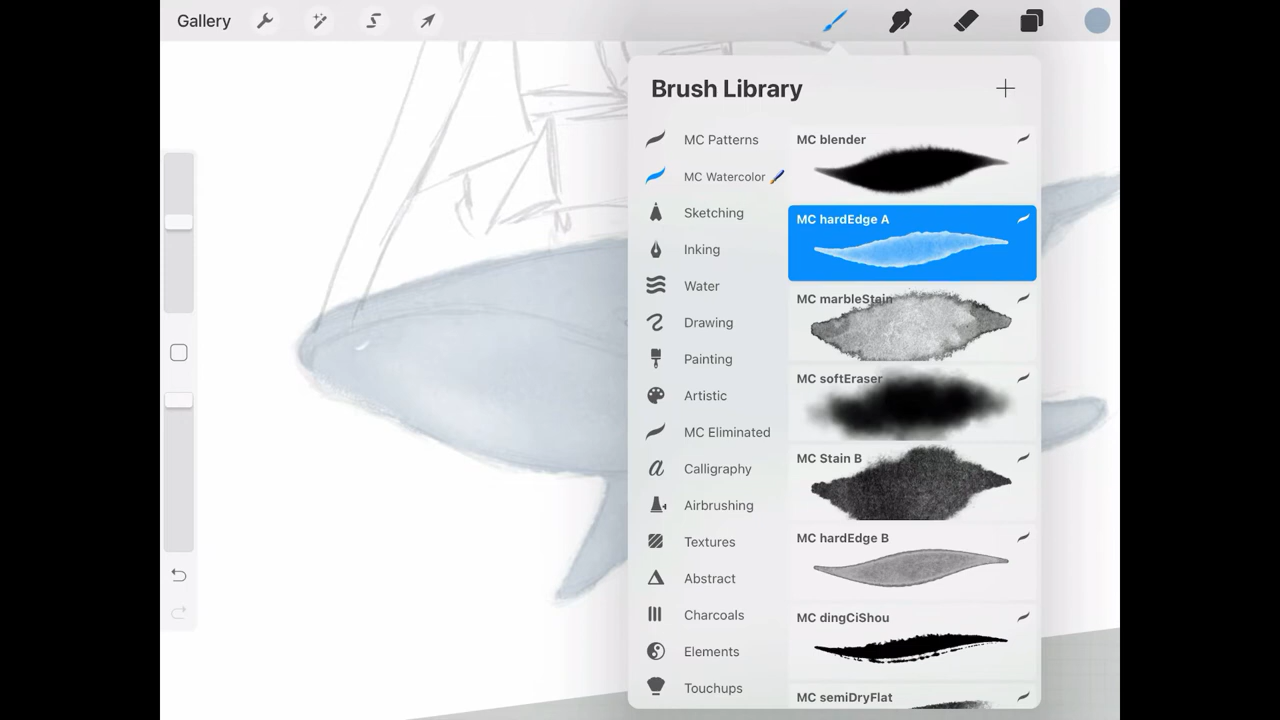 Gallery
Brush Library
MC Patterns
MC Watercolor 🖌️
Sketching
Inking
Water
Drawing
Painting
Artistic
MC Eliminated
Calligraphy
Airbrushing
Textures
Abstract
Charcoals
Elements
Touchups
MC blender
MC hardEdge A
MC marbleStain
MC softEraser
MC Stain B
MC hardEdge B
MC dingCiShou
MC semiDryFlat